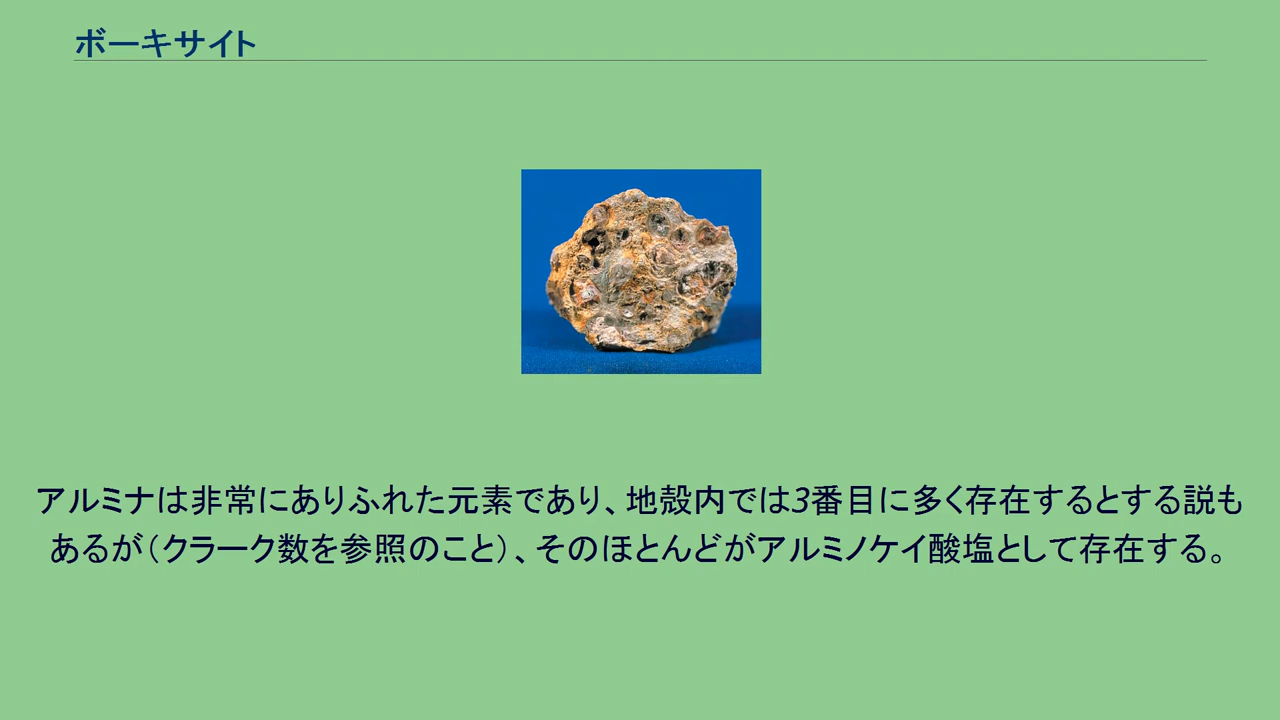 ボーキサイト
アルミナは非常にありふれた元素であり、地殻内では3番目に多く存在するとする説も
あるが（クラーク数を参照のこと）、そのほとんどがアルミノケイ酸塩として存在する。